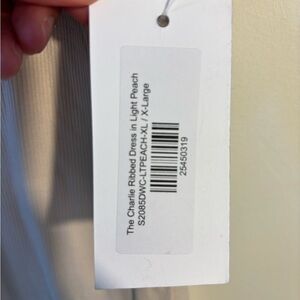 The Charlie Ribbed Dress in Light Peach
S2085DWC-LTPEACH-XL / X-Large
25450319